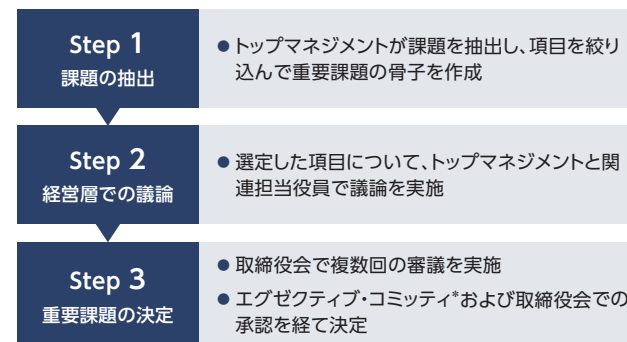 Step 1
課題の抽出
●トップマネジメントが課題を抽出し、項目を絞り
込んで重要課題の骨子を作成
Step 2
経営層での議論
●選定した項目について、トップマネジメントと関
連担当役員で議論を実施
Step 3
重要課題の決定
●取締役会で複数回の審議を実施
●エグゼクティブ・コミッティ*および取締役会での
承認を経て決定